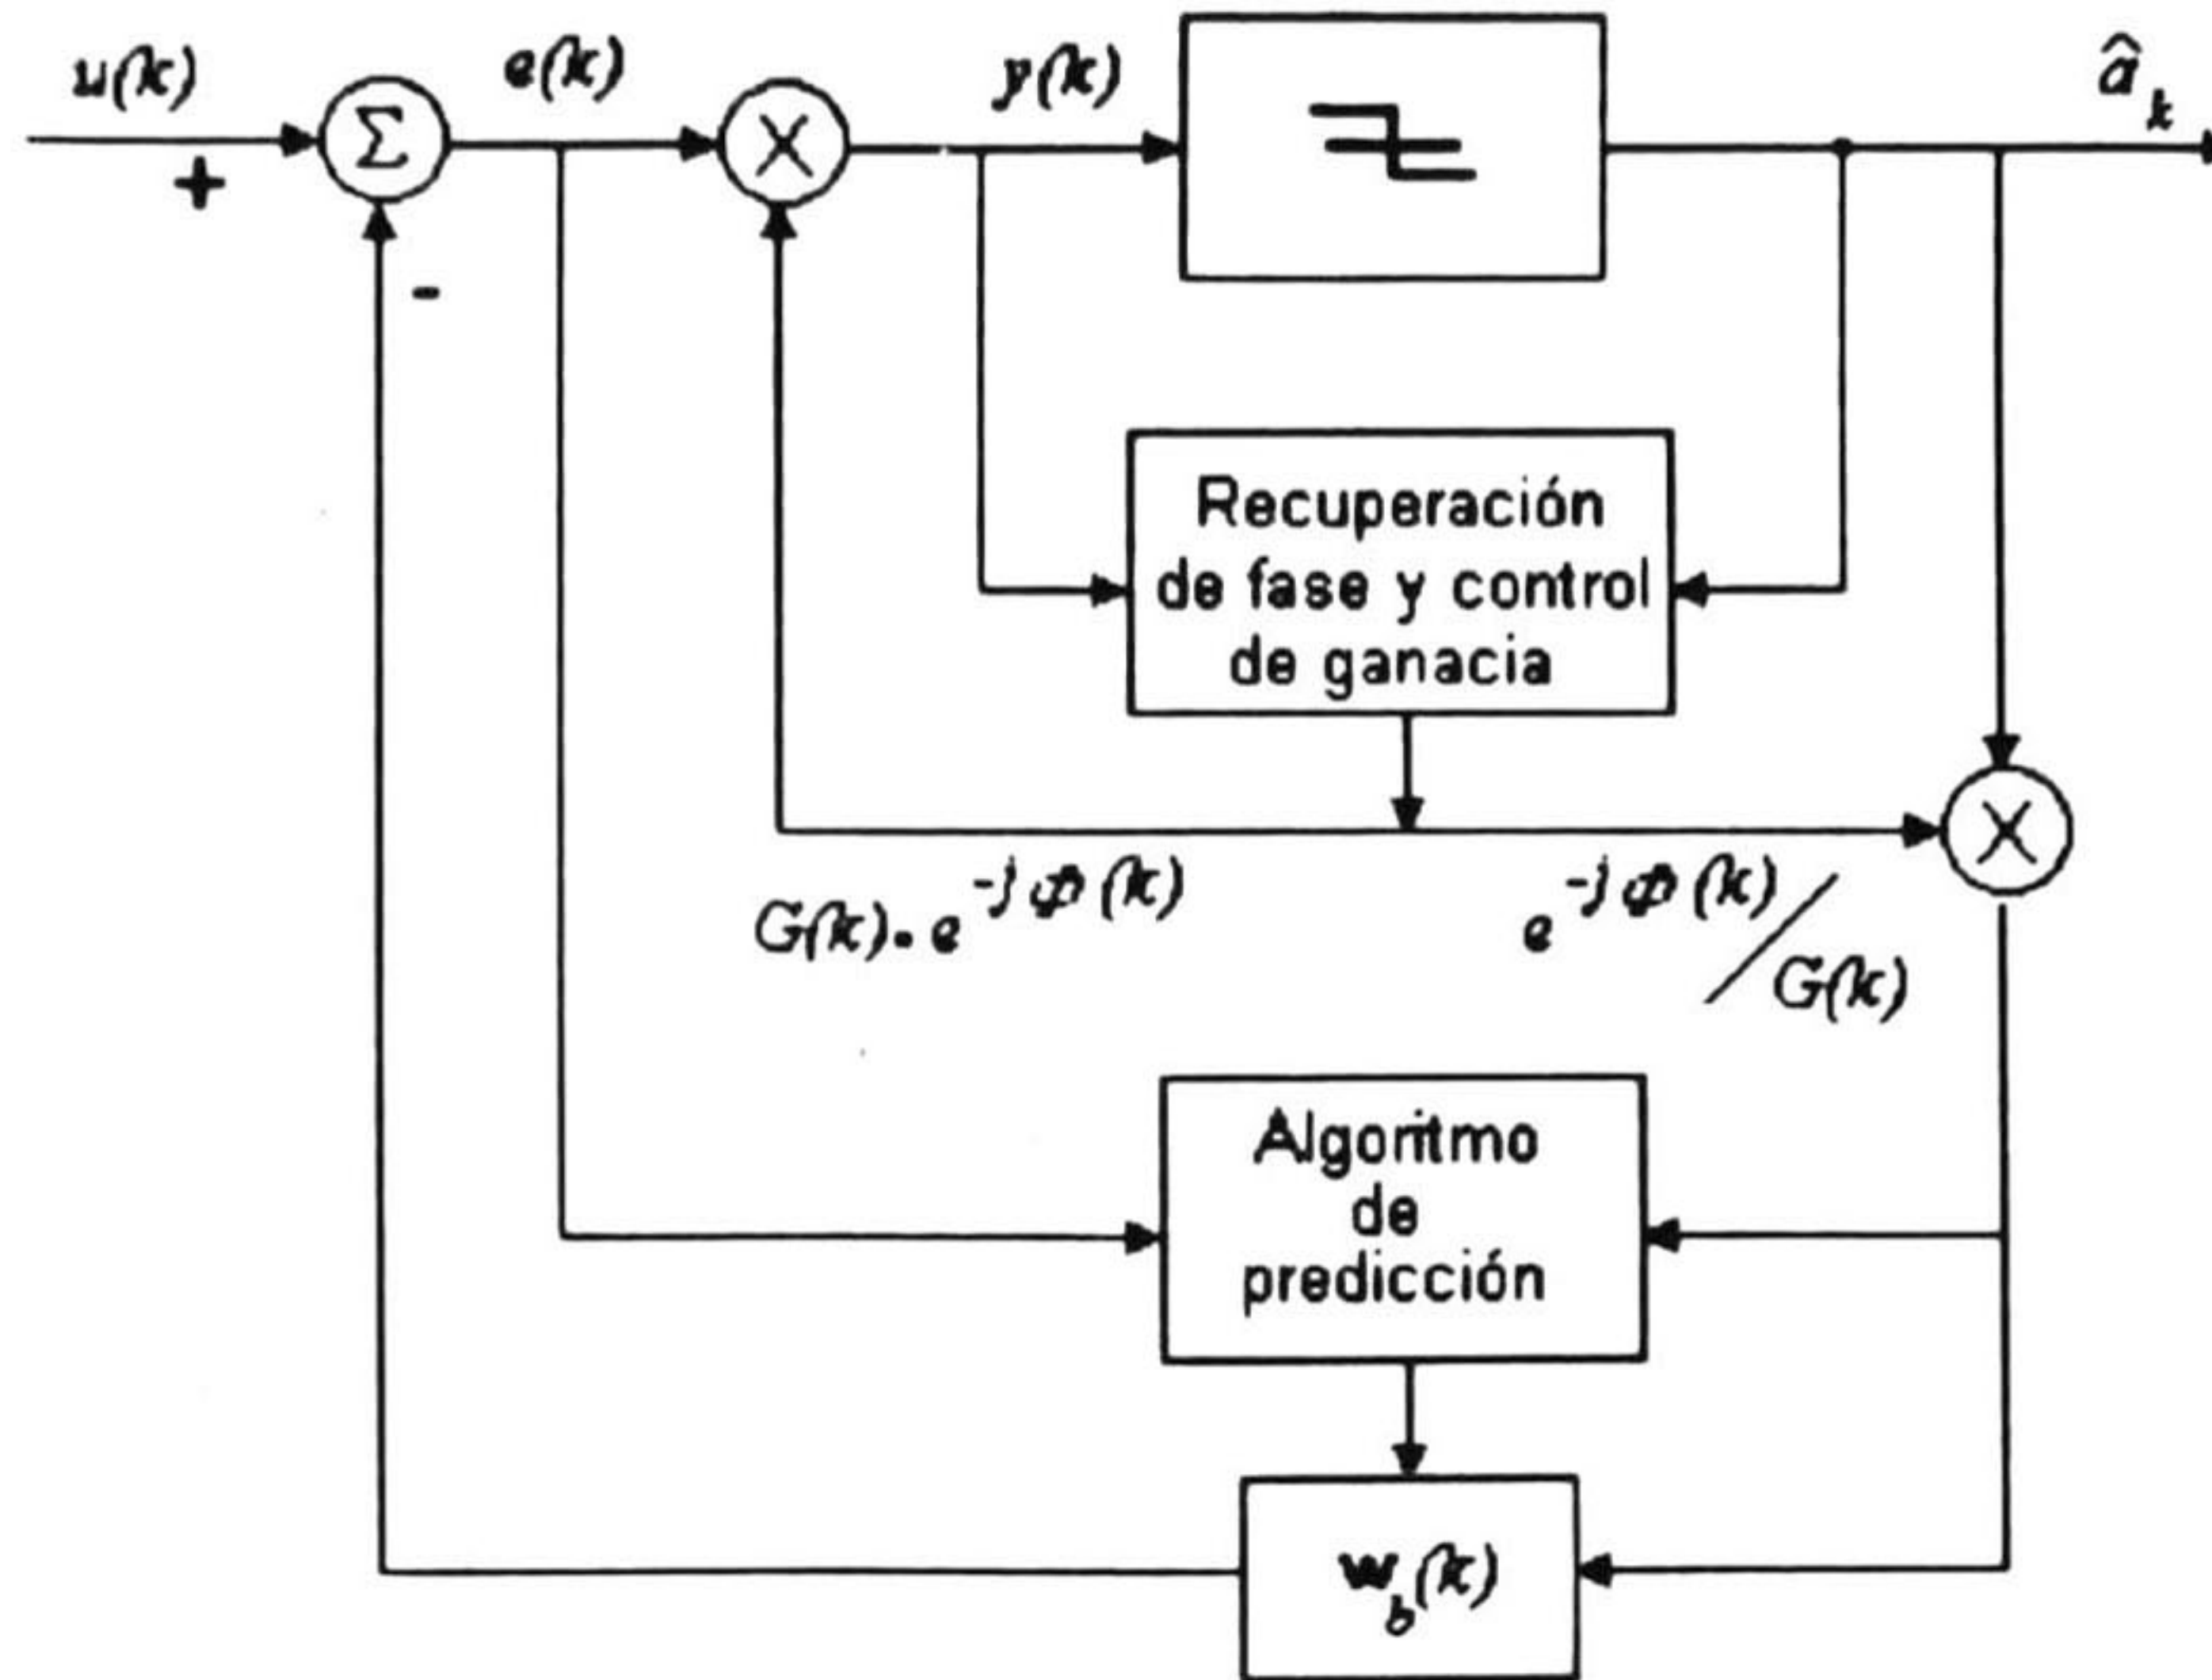 u(k)
+
Σ
-
e(k)
X
y(k)
â_k
Recuperación
de fase y control
de ganacia
G(k). e^{-jφ(k)}
e^{-jφ(k)}/G(k)
X
Algoritmo
de
predicción
w_b(k)